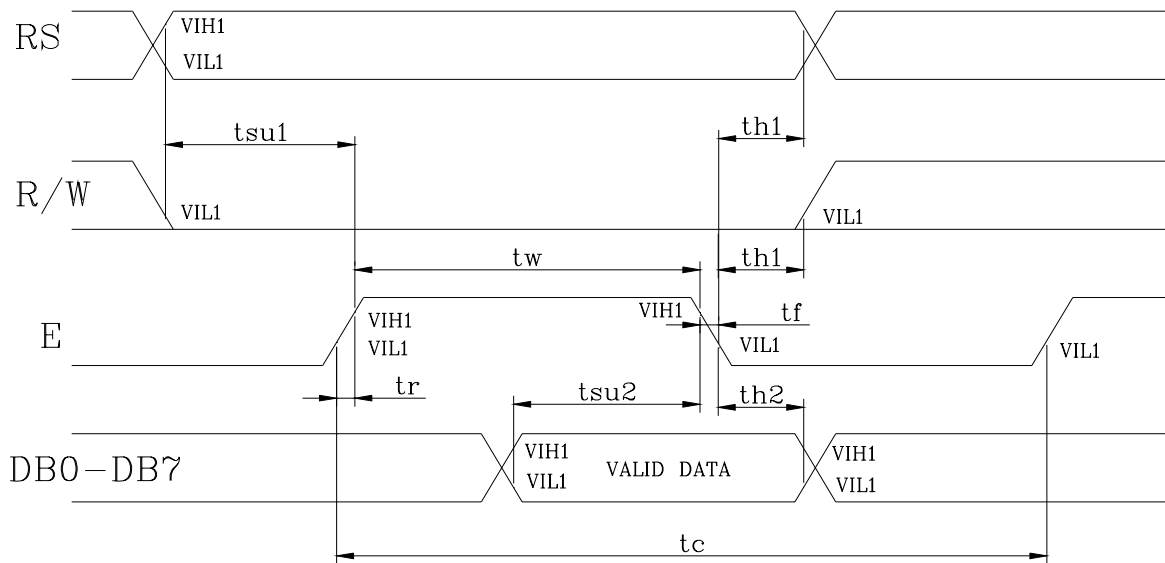 RS
VIH1
VIL1
tsu1
th1
R/W
VIL1
VIL1
tw
th1
E
VIH1
VIL1
VIH1
tf
VIL1
VIL1
tr
tsu2
th2
DB0-DB7
VIH1
VIL1
VALID DATA
VIH1
VIL1
tc